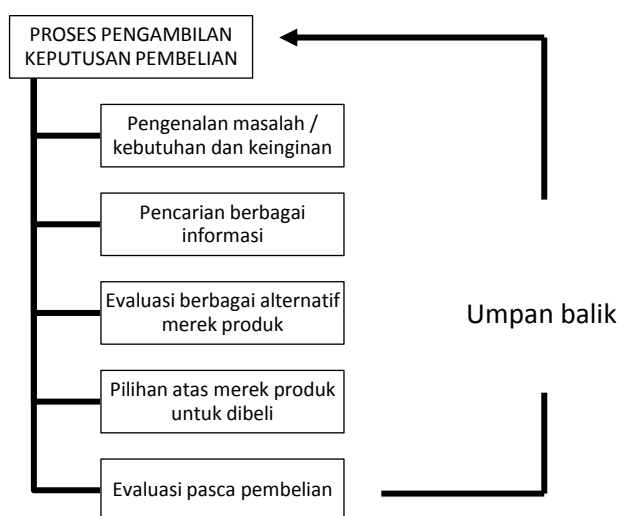 PROSES PENGAMBILAN
KEPUTUSAN PEMBELIAN
Pengenalan masalah /
kebutuhan dan keinginan
Pencarian berbagai
informasi
Evaluasi berbagai alternatif
merek produk
Umpan balik
Pilihan atas merek produk
untuk dibeli
Evaluasi pasca pembelian